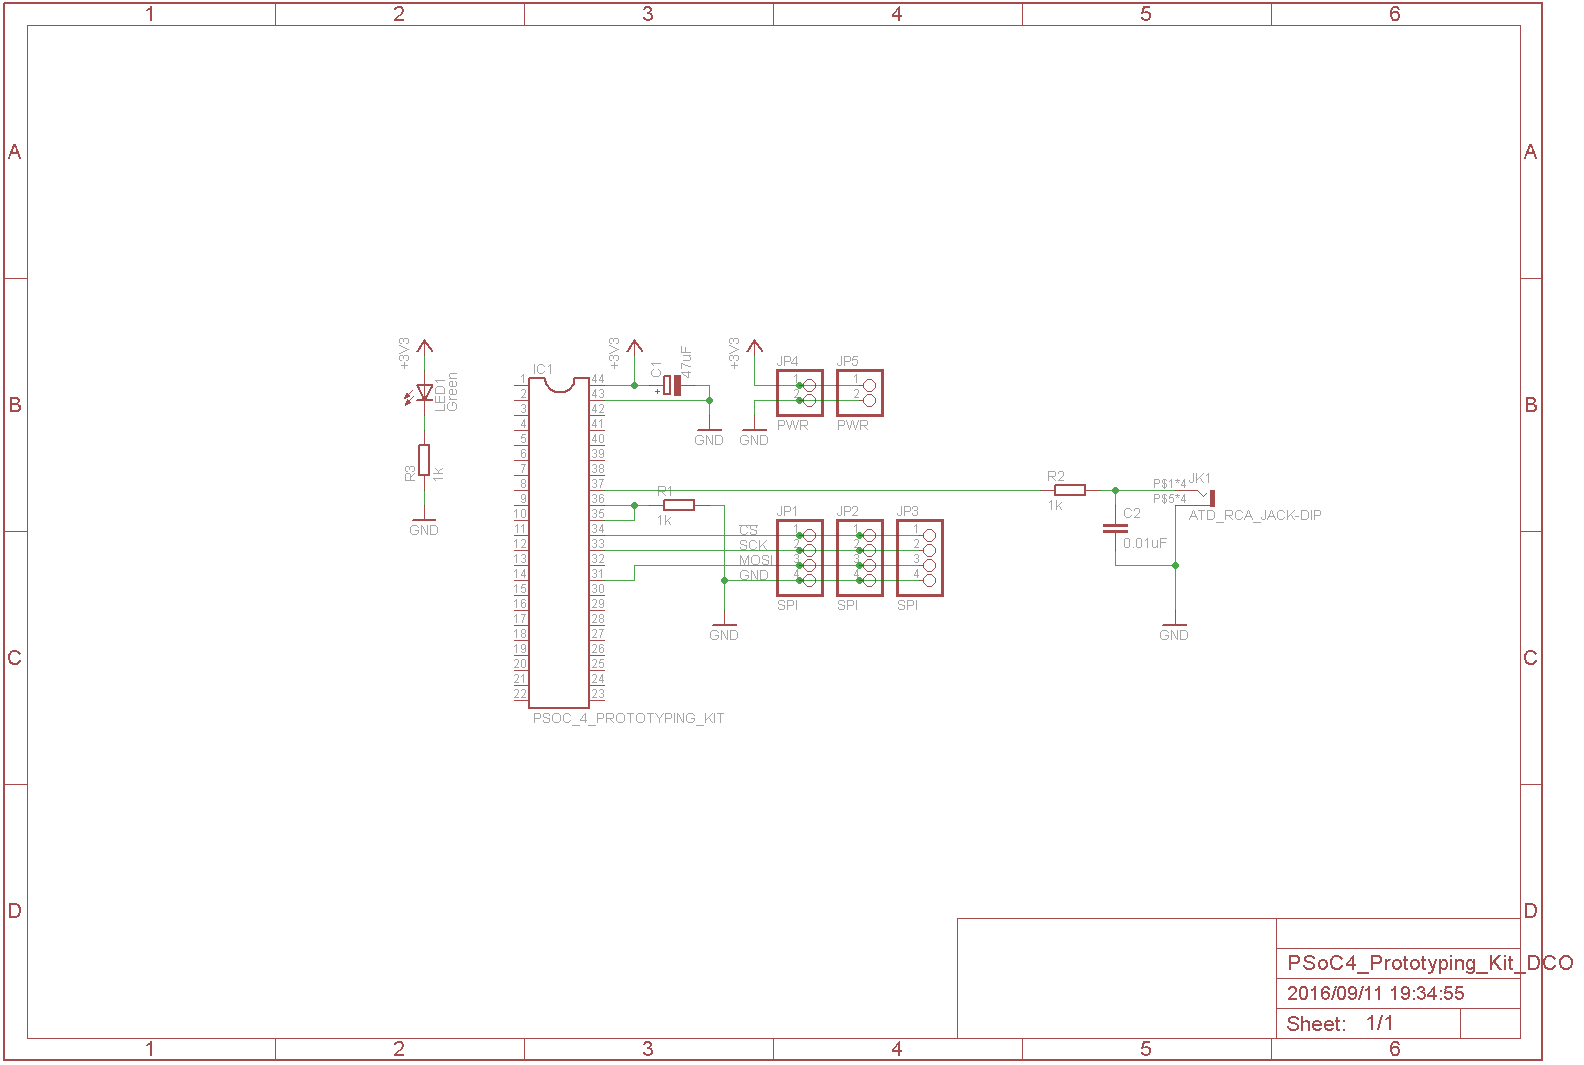 1 2 3 4 5 6
A A
+3V3 +3V3 +3V3
C1 47uF
JP4 JP5
IC1
LED1
Green
B B
1 44 1 1
2 43 2 2
3 42
PWR PWR
4 41
GND GND
5 40
6 39
R3
1k
7 38
R2
8 37
P$1*4 JK1
R1
9 36
P$5*4
1k
10 35
1k
JP1 JP2 JP3
C2
ATD_RCA_JACK-DIP
GND
11 34
CS 1 1 1
12 33
SCK 2 2 2
0.01uF
13 32
MOSI 3 3 3
14 31
GND 4 4 4
15 30
16 29
SPI SPI SPI
17 28
18 27
GND GND
19 26
C C
20 25
21 24
22 23
PSOC_4_PROTOTYPING_KIT
D D
PSoC4_Prototyping_Kit_DCO
2016/09/11 19:34:55
Sheet: 1/1
1 2 3 4 5 6